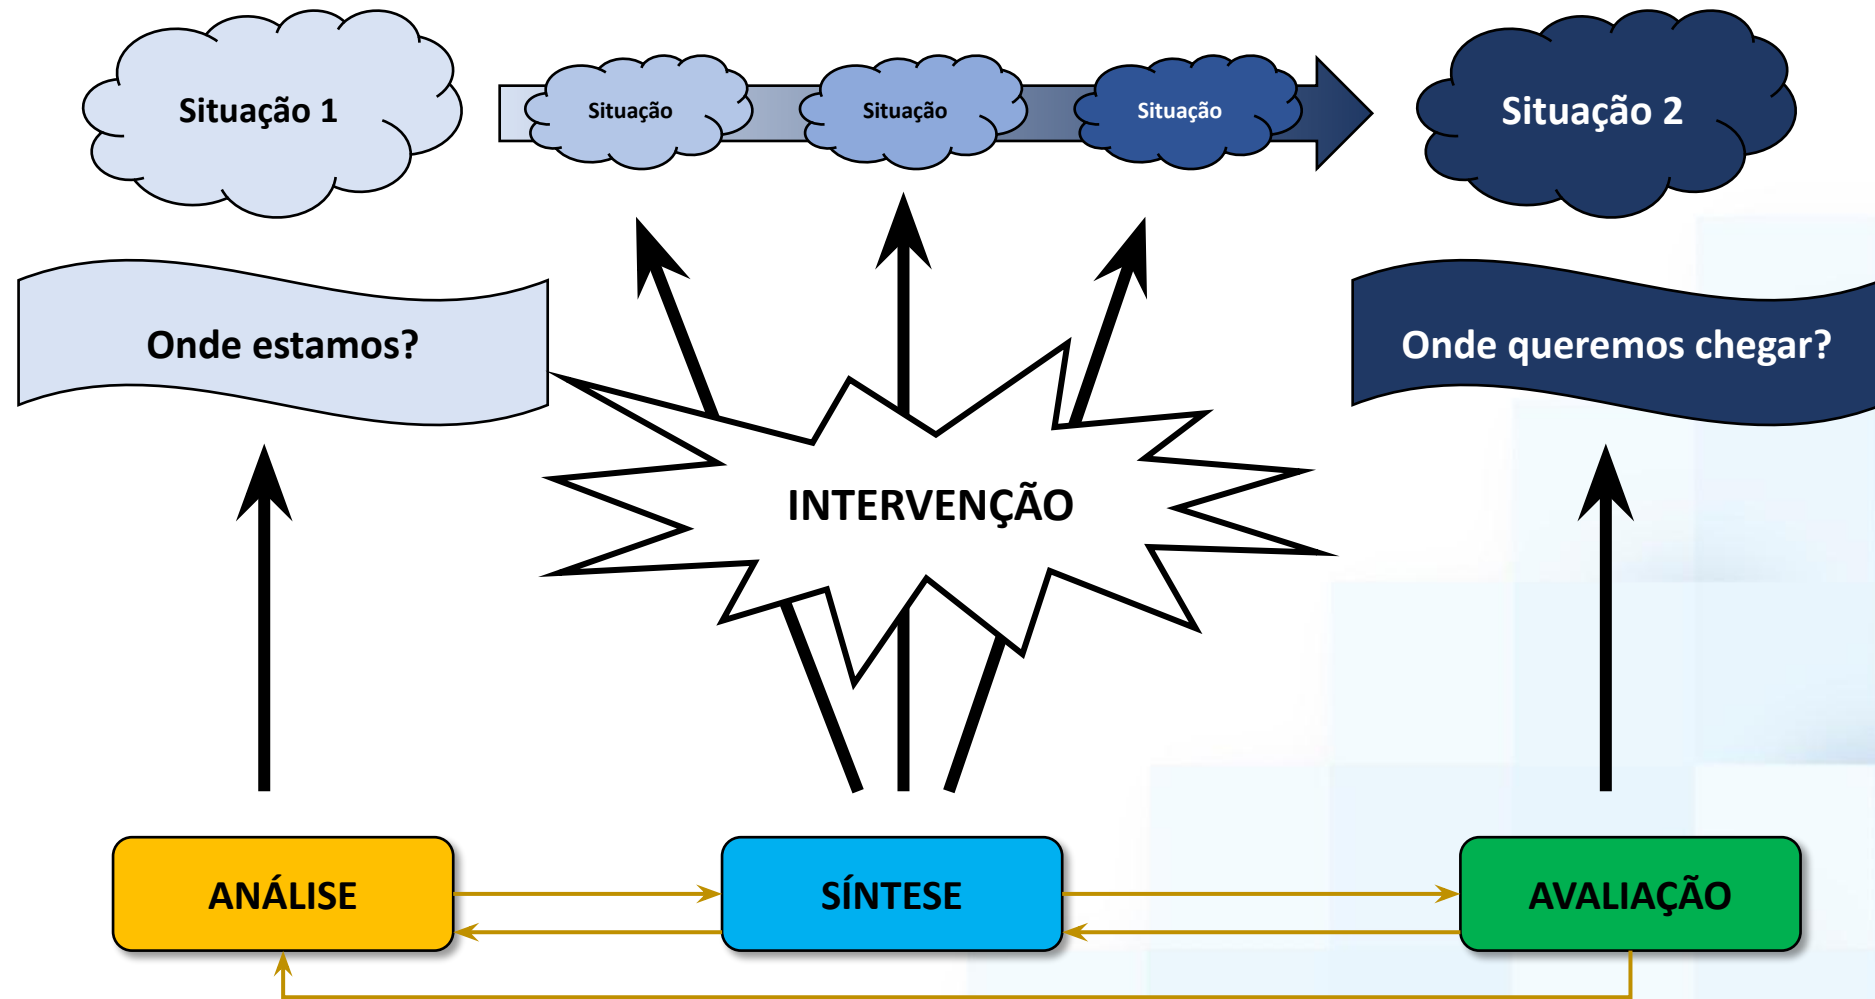 Situação 1
Situação
Situação
Situação
Situação 2
Onde estamos?
Onde queremos chegar?
INTERVENÇÃO
ANÁLISE
SÍNTESE
AVALIAÇÃO